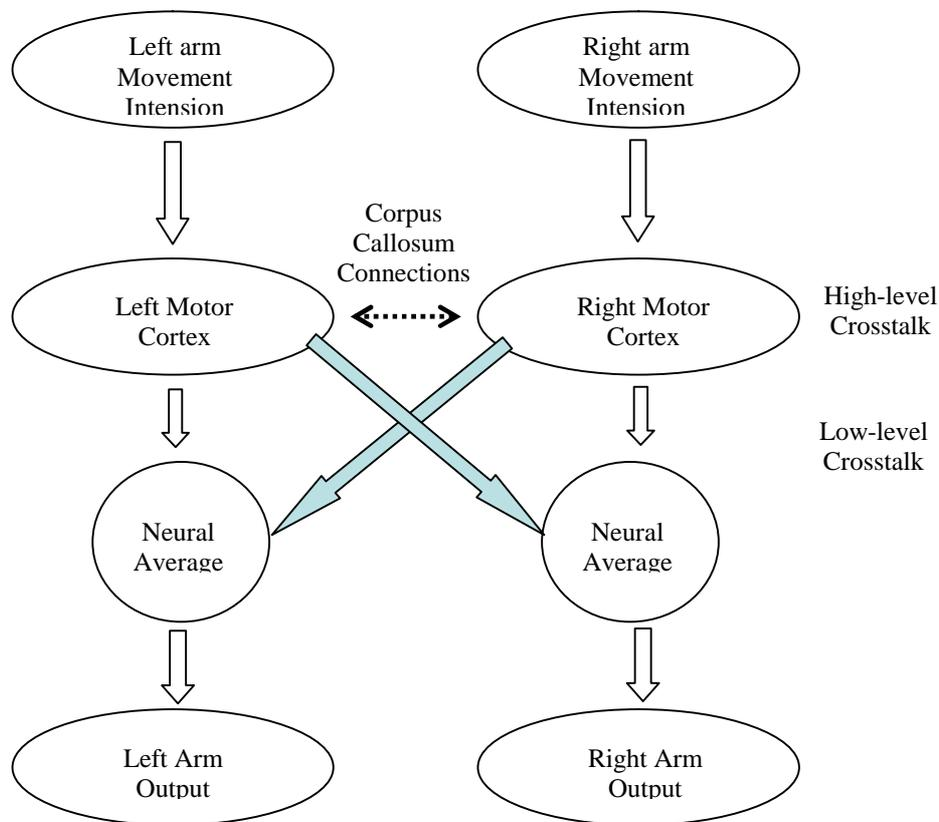 Left arm
Movement
Intension
Right arm
Movement
Intension
Corpus
Callosum
Connections
Left Motor
Cortex
Right Motor
Cortex
High-level
Crosstalk
Low-level
Crosstalk
Neural
Average
Neural
Average
Left Arm
Output
Right Arm
Output